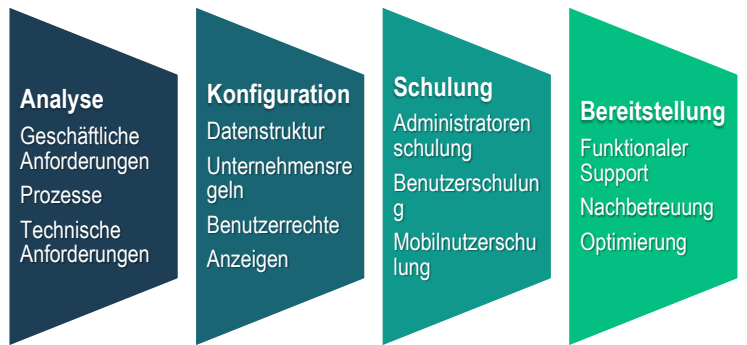 Analyse
Geschäftliche
Anforderungen
Prozesse
Technische
Anforderungen
Konfiguration
Datenstruktur
Unternehmensre
geln
Benutzerrechte
Anzeigen
Schulung
Administratoren
schulung
Benutzerschulun
g
Mobilnutzerschu
lung
Bereitstellung
Funktionaler
Support
Nachbetreuung
Optimierung